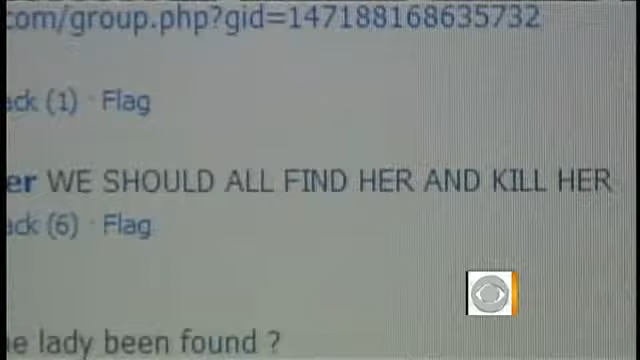 com/group.php?gid=147188168635732
ack (1) · Flag
er WE SHOULD ALL FIND HER AND KILL HER
ack (6) · Flag
e lady been found ?